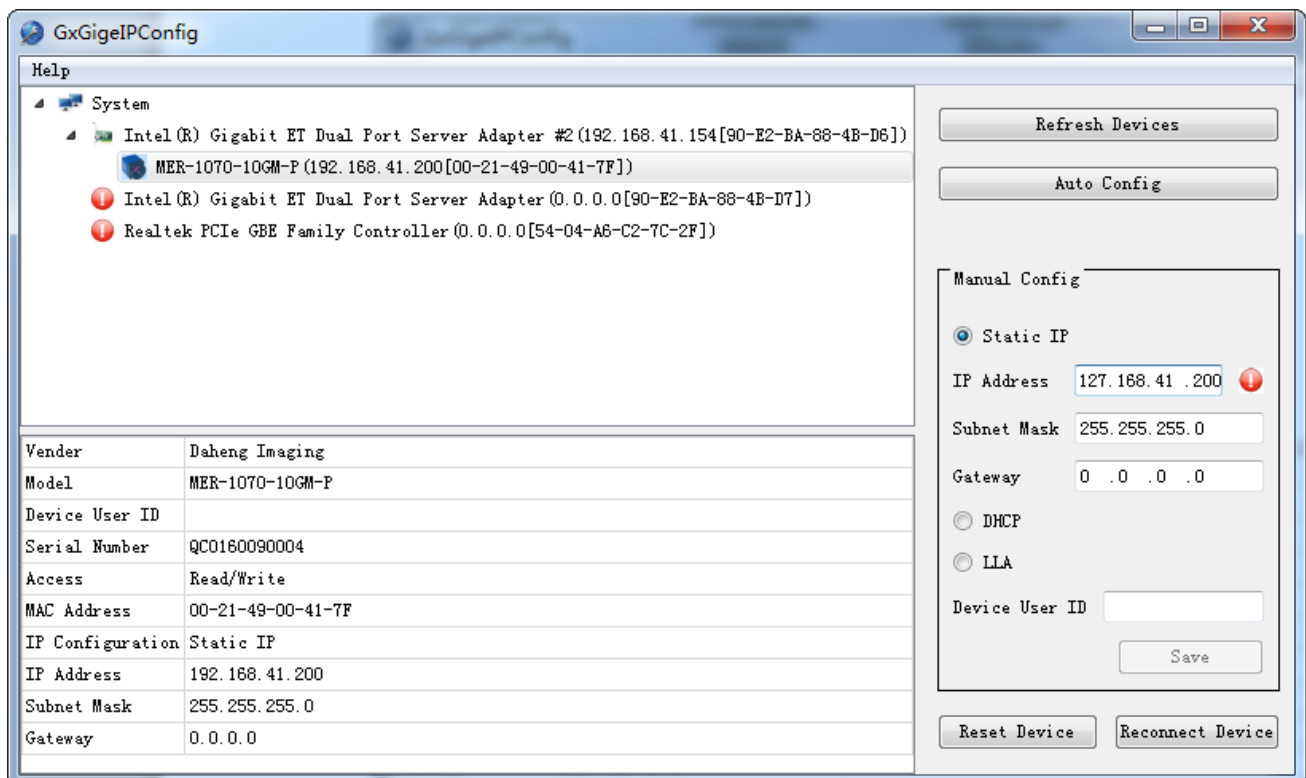 GxGigeIPConfig
Help
System
Intel(R) Gigabit ET Dual Port Server Adapter #2(192.168.41.154[90-E2-BA-88-4B-D6])
MER-1070-10GM-P(192.168.41.200[00-21-49-00-41-7F])
Intel(R) Gigabit ET Dual Port Server Adapter(0.0.0.0[90-E2-BA-88-4B-D7])
Realtek PCIe GBE Family Controller(0.0.0.0[54-04-A6-C2-7C-2F])
Vender Daheng Imaging
Model MER-1070-10GM-P
Device User ID
Serial Number QC0160090004
Access Read/Write
MAC Address 00-21-49-00-41-7F
IP Configuration Static IP
IP Address 192.168.41.200
Subnet Mask 255.255.255.0
Gateway 0.0.0.0
Refresh Devices
Auto Config
Manual Config
Static IP
IP Address 127.168.41 .200
Subnet Mask 255.255.255.0
Gateway 0 .0 .0 .0
DHCP
LLA
Device User ID
Save
Reset Device Reconnect Device